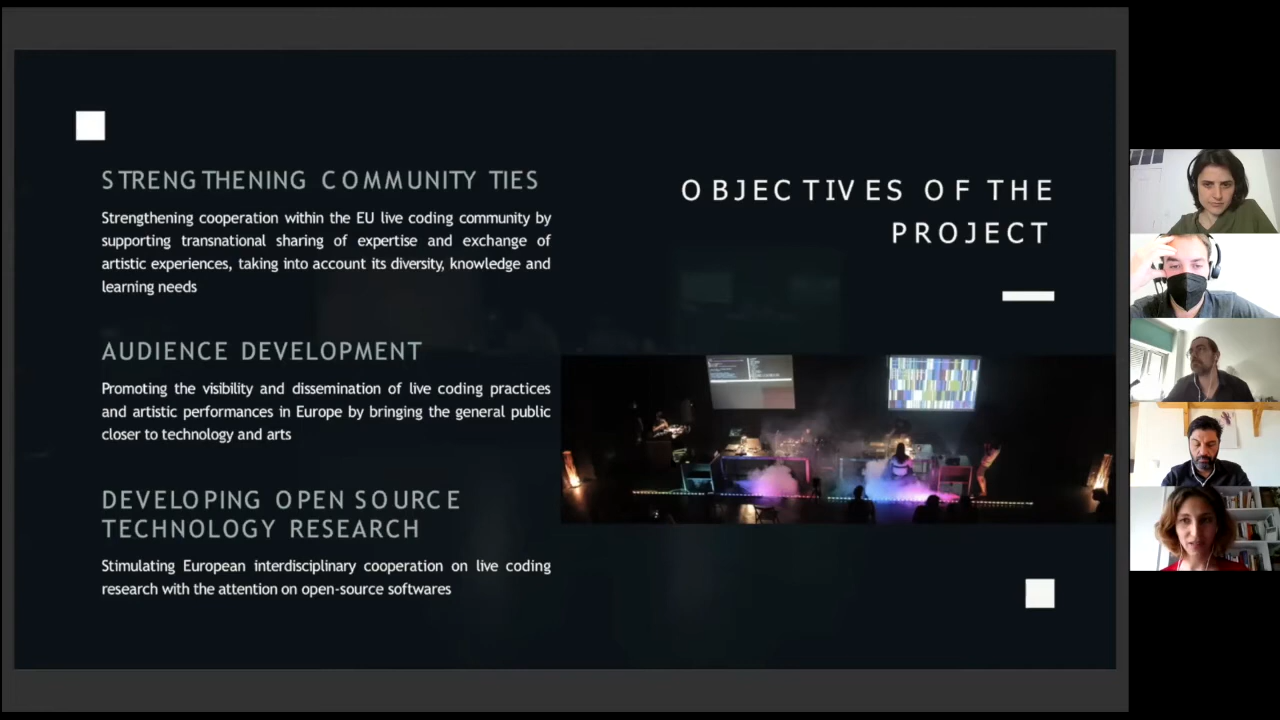 STRENGTHENING COMMUNITY TIES
Strengthening cooperation within the EU live coding community by
supporting transnational sharing of expertise and exchange of
artistic experiences, taking into account its diversity, knowledge and
learning needs
AUDIENCE DEVELOPMENT
Promoting the visibility and dissemination of live coding practices
and artistic performances in Europe by bringing the general public
closer to technology and arts
DEVELOPING OPEN SOURCE
TECHNOLOGY RESEARCH
Stimulating European interdisciplinary cooperation on live coding
research with the attention on open-source softwares
OBJECTIVES OF THE
PROJECT